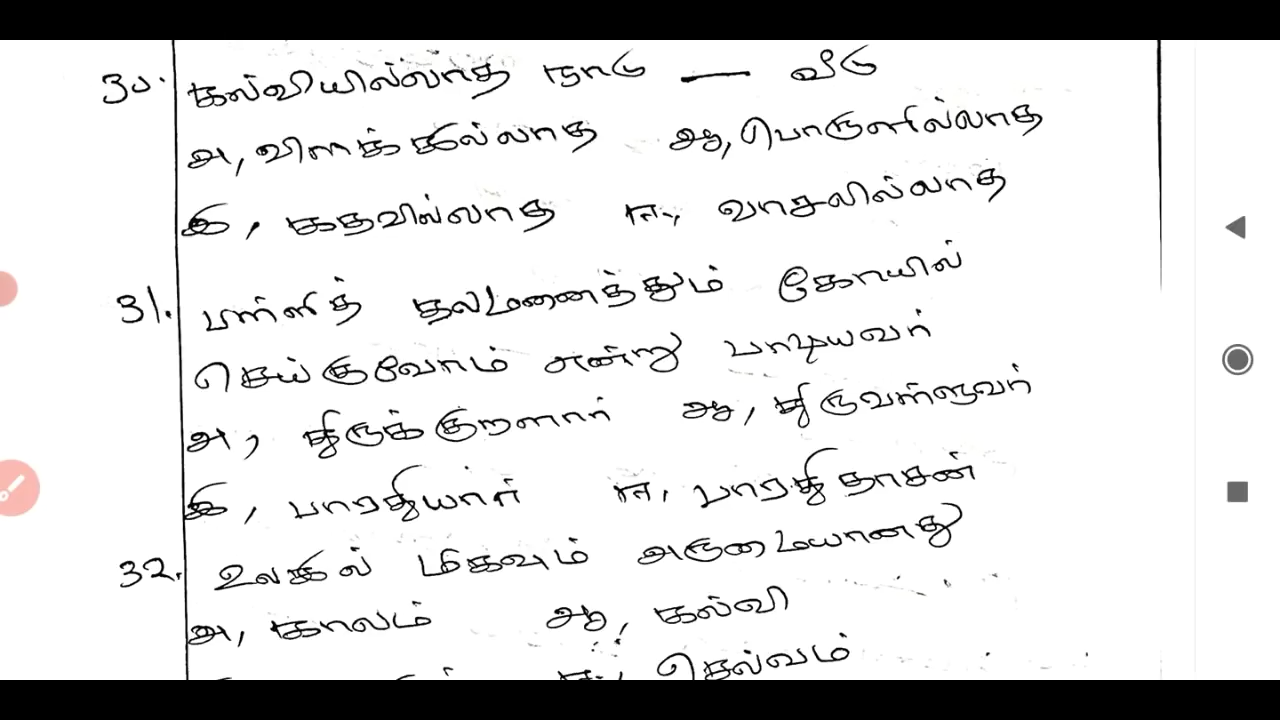 30. கல்வியில்லாத நாடு — வீடு
அ, விளக்கில்லாத ஆ, பொருளில்லாத
இ, கதவில்லாத ஈ, வாசலில்லாத
31. பள்ளித் தலமனைத்தும் கோயில்
செய்குவோம் என்று பாடியவர்
அ, திருக்குறளார் ஆ, திருவள்ளுவர்
இ, பாரதியார் ஈ, பாரதிதாசன்
32. உலகில் மிகவும் அருமையானது
அ, காலம் ஆ, கல்வி
ஈ, செல்வம்